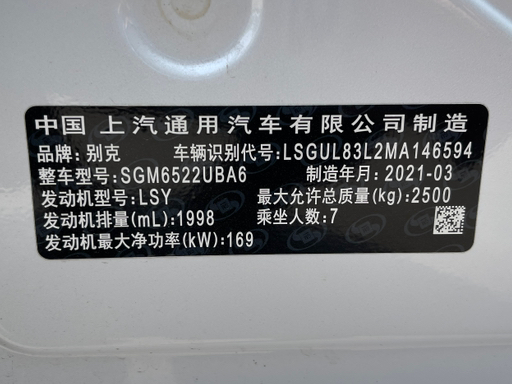 中国 上汽通用汽车有限公司制造
品牌:别克 车辆识别代号:LSGUL83L2MA146594
整车型号:SGM6522UBA6 制造年月:2021-03
发动机型号:LSY 最大允许总质量(kg):2500
发动机排量(mL):1998 乘坐人数:7
发动机最大净功率(kW):169